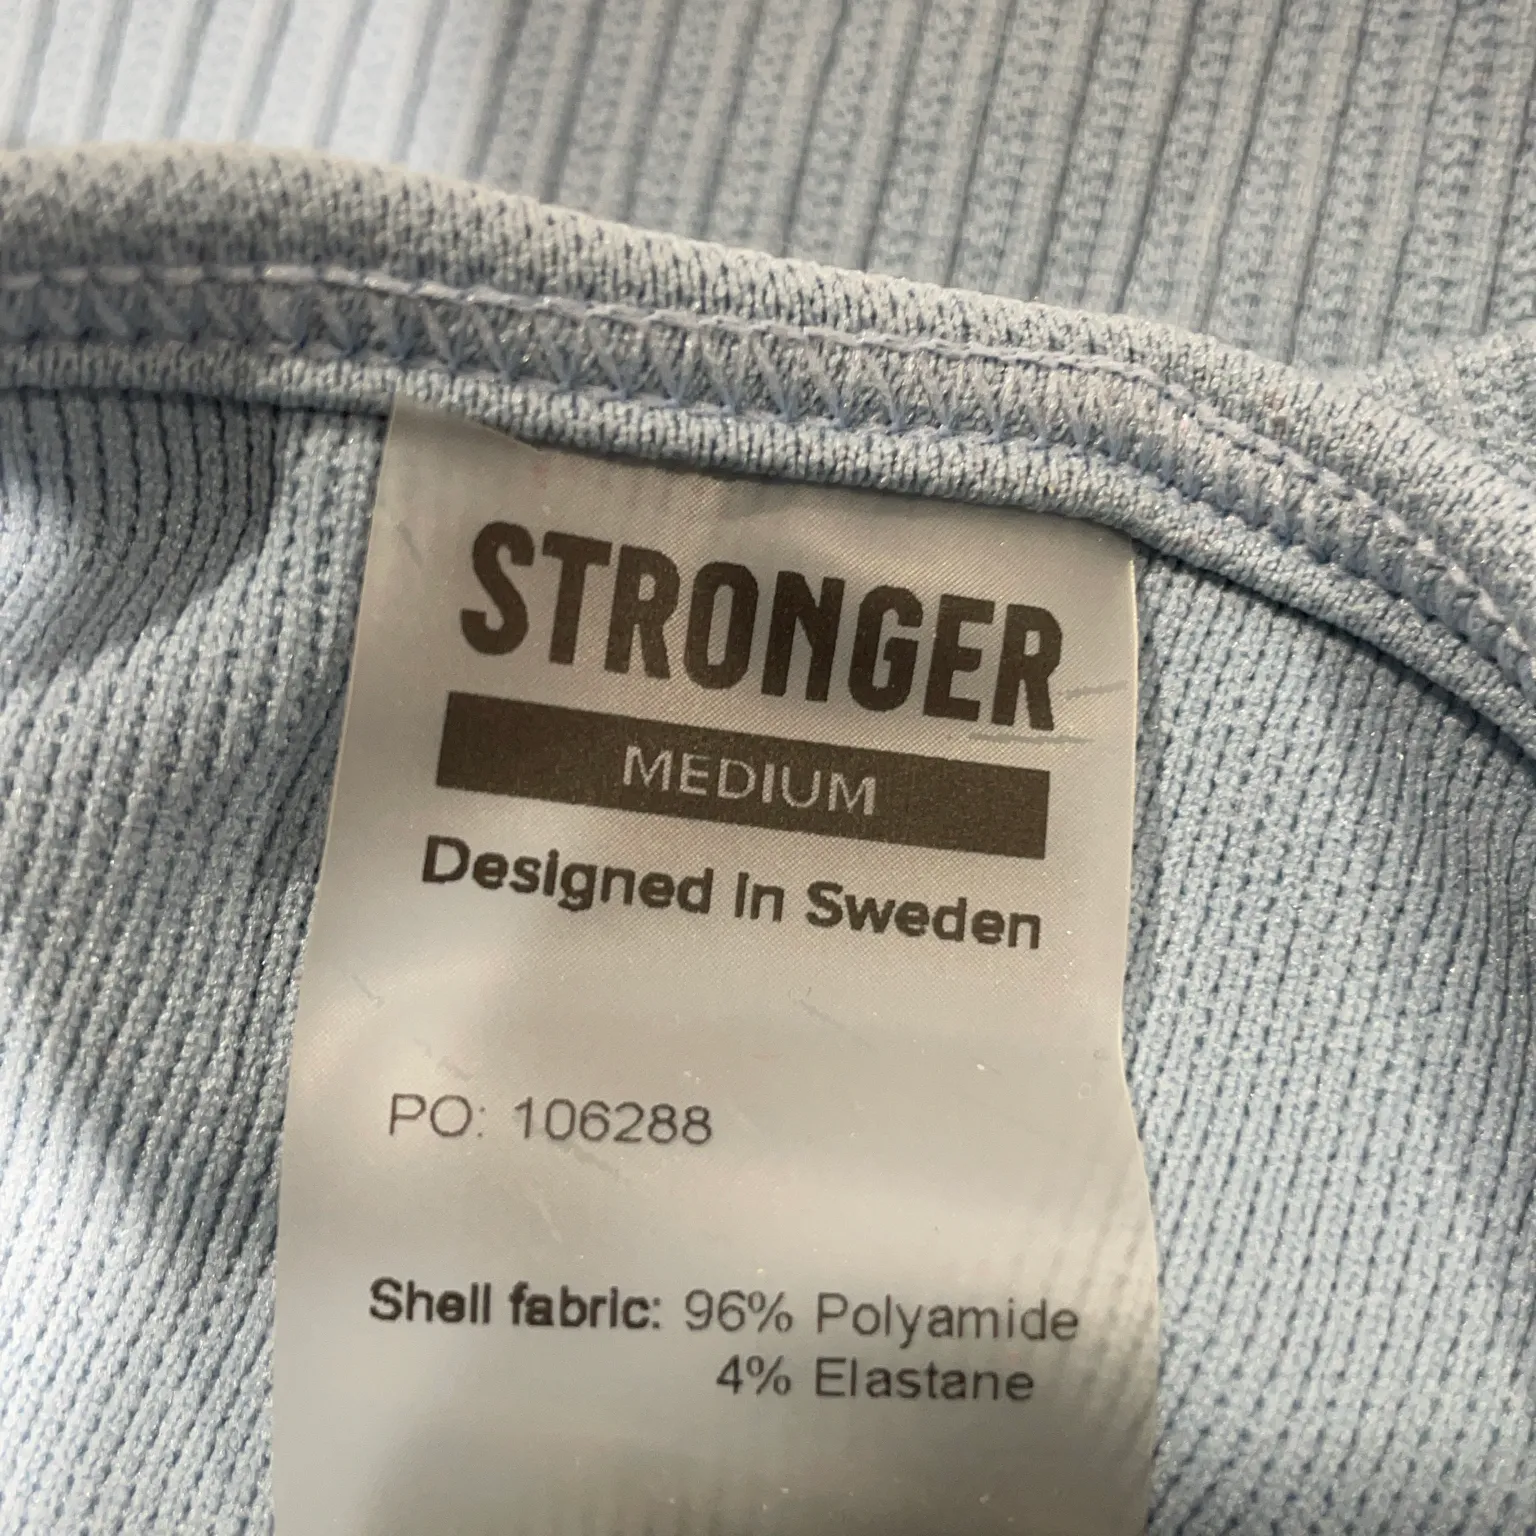 STRONGER
MEDIUM
Designed in Sweden
PO: 106288
Shell fabric: 96% Polyamide
4% Elastane